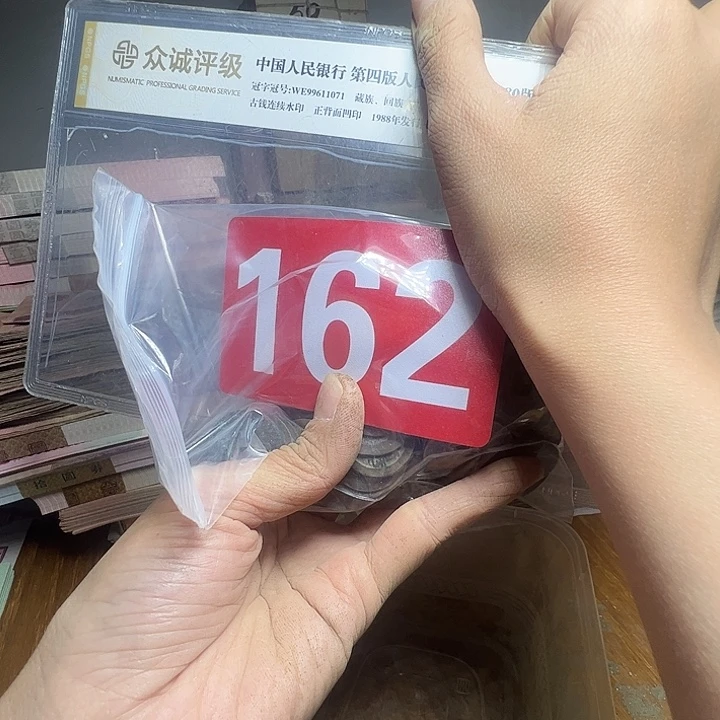 众诚评级
NUMISMATIC PROFESSIONAL GRADING SERVICE
中国人民银行 第四版人
冠字冠号:WE99611071 藏族、回族
古钱连续水印 正背面凹印 1988年发行
162